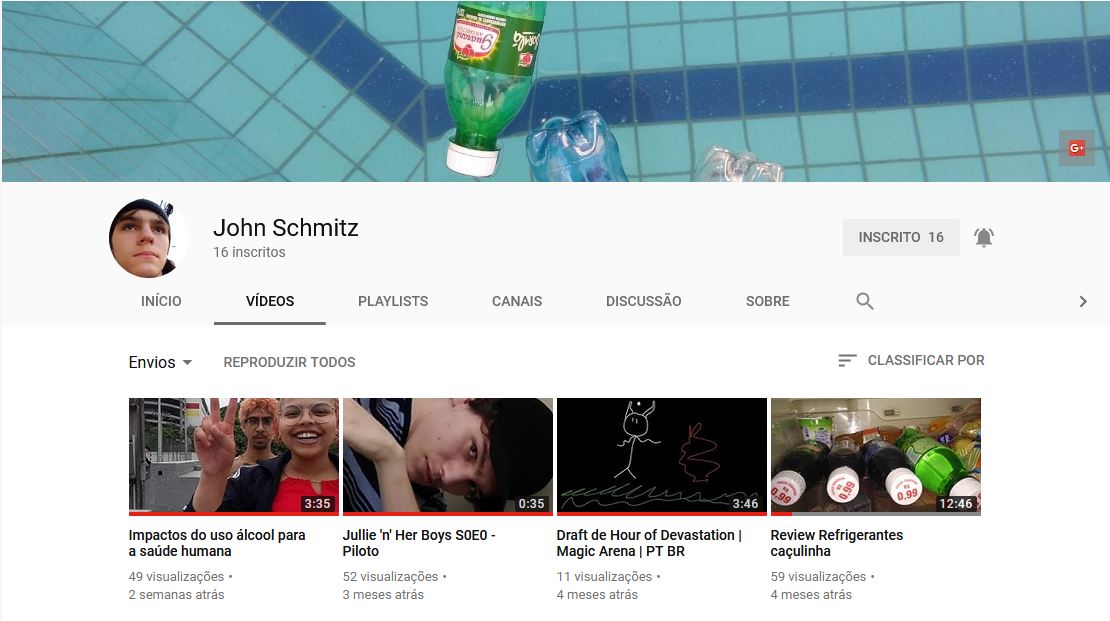 GUARANÁ
G+
John Schmitz
16 inscritos
INSCRITO 16
INÍCIO VÍDEOS PLAYLISTS CANAIS DISCUSSÃO SOBRE
Envios REPRODUZIR TODOS CLASSIFICAR POR
3:35 0:35 3:46 12:46
0,99 R$ 0,99 R$ 0,99
Impactos do uso álcool para
a saúde humana
49 visualizações •
2 semanas atrás
Jullie 'n' Her Boys S0E0 -
Piloto
52 visualizações •
3 meses atrás
Draft de Hour of Devastation |
Magic Arena | PT BR
11 visualizações •
4 meses atrás
Review Refrigerantes
caçulinha
59 visualizações •
4 meses atrás